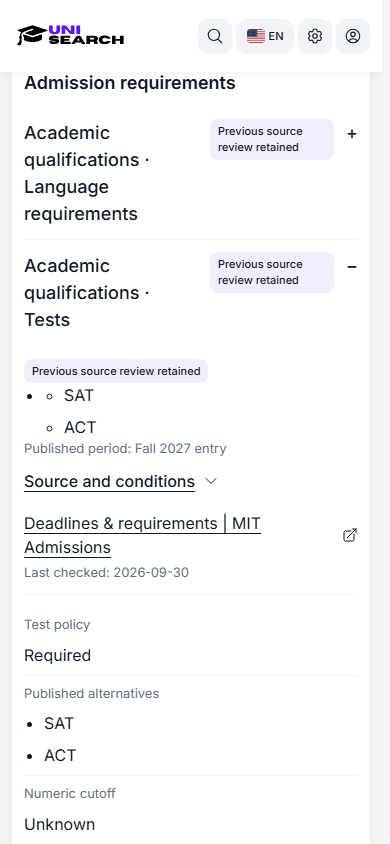 UNI
SEARCH
EN
Admission requirements
Academic
qualifications ·
Language
requirements
Previous source
review retained
+
Academic
qualifications ·
Tests
Previous source
review retained
−
Previous source review retained
SAT
ACT
Published period: Fall 2027 entry
Source and conditions
Deadlines & requirements | MIT
Admissions
Last checked: 2026-09-30
Test policy
Required
Published alternatives
SAT
ACT
Numeric cutoff
Unknown